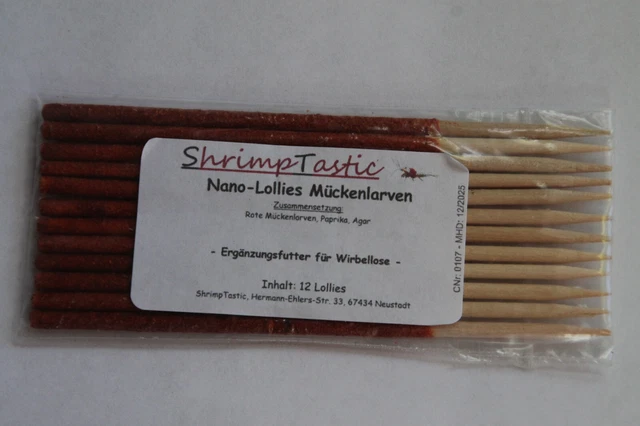 ShrimpTastic
Nano-Lollies Mückenlarven
Zusammensetzung:
Rote Mückenlarven, Paprika, Agar
- Ergänzungsfutter für Wirbellose -
Inhalt: 12 Lollies
ShrimpTastic, Hermann-Ehlers-Str. 33, 67434 Neustadt
CNr: 0107 - MHD: 12/2025